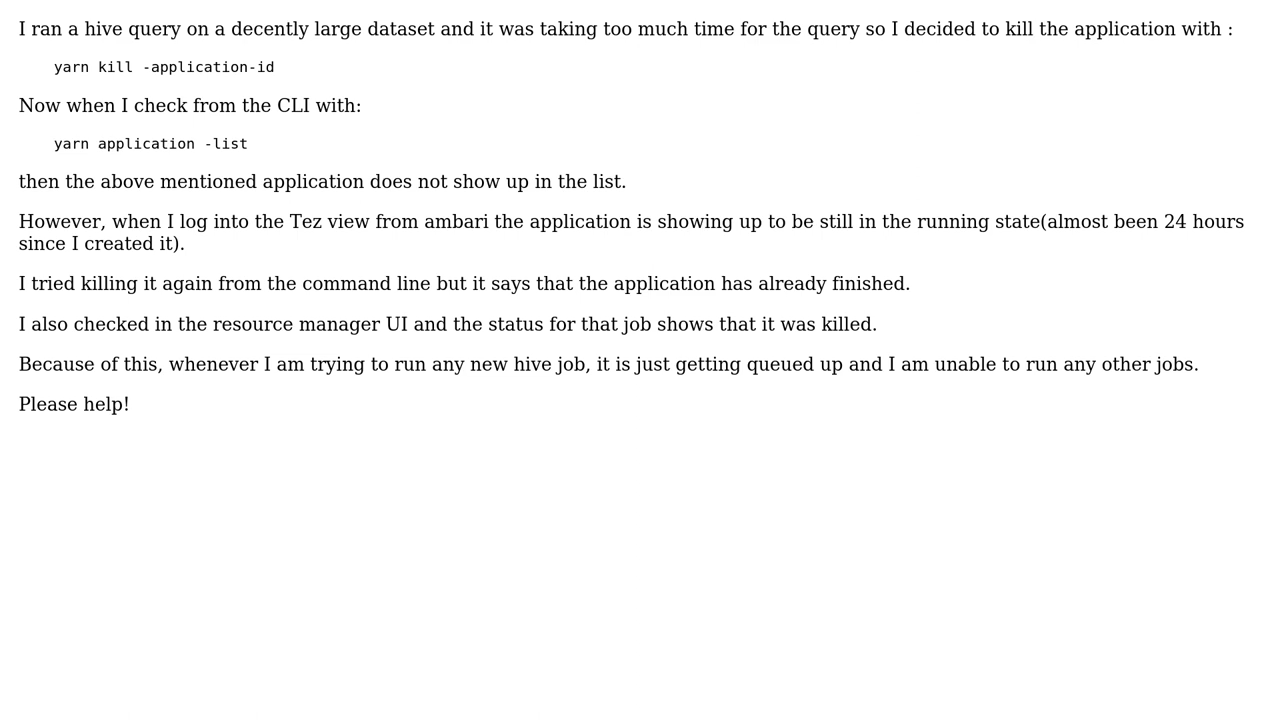 I ran a hive query on a decently large dataset and it was taking too much time for the query so I decided to kill the application with :
yarn kill -application-id
Now when I check from the CLI with:
yarn application -list
then the above mentioned application does not show up in the list.
However, when I log into the Tez view from ambari the application is showing up to be still in the running state(almost been 24 hours
since I created it).
I tried killing it again from the command line but it says that the application has already finished.
I also checked in the resource manager UI and the status for that job shows that it was killed.
Because of this, whenever I am trying to run any new hive job, it is just getting queued up and I am unable to run any other jobs.
Please help!